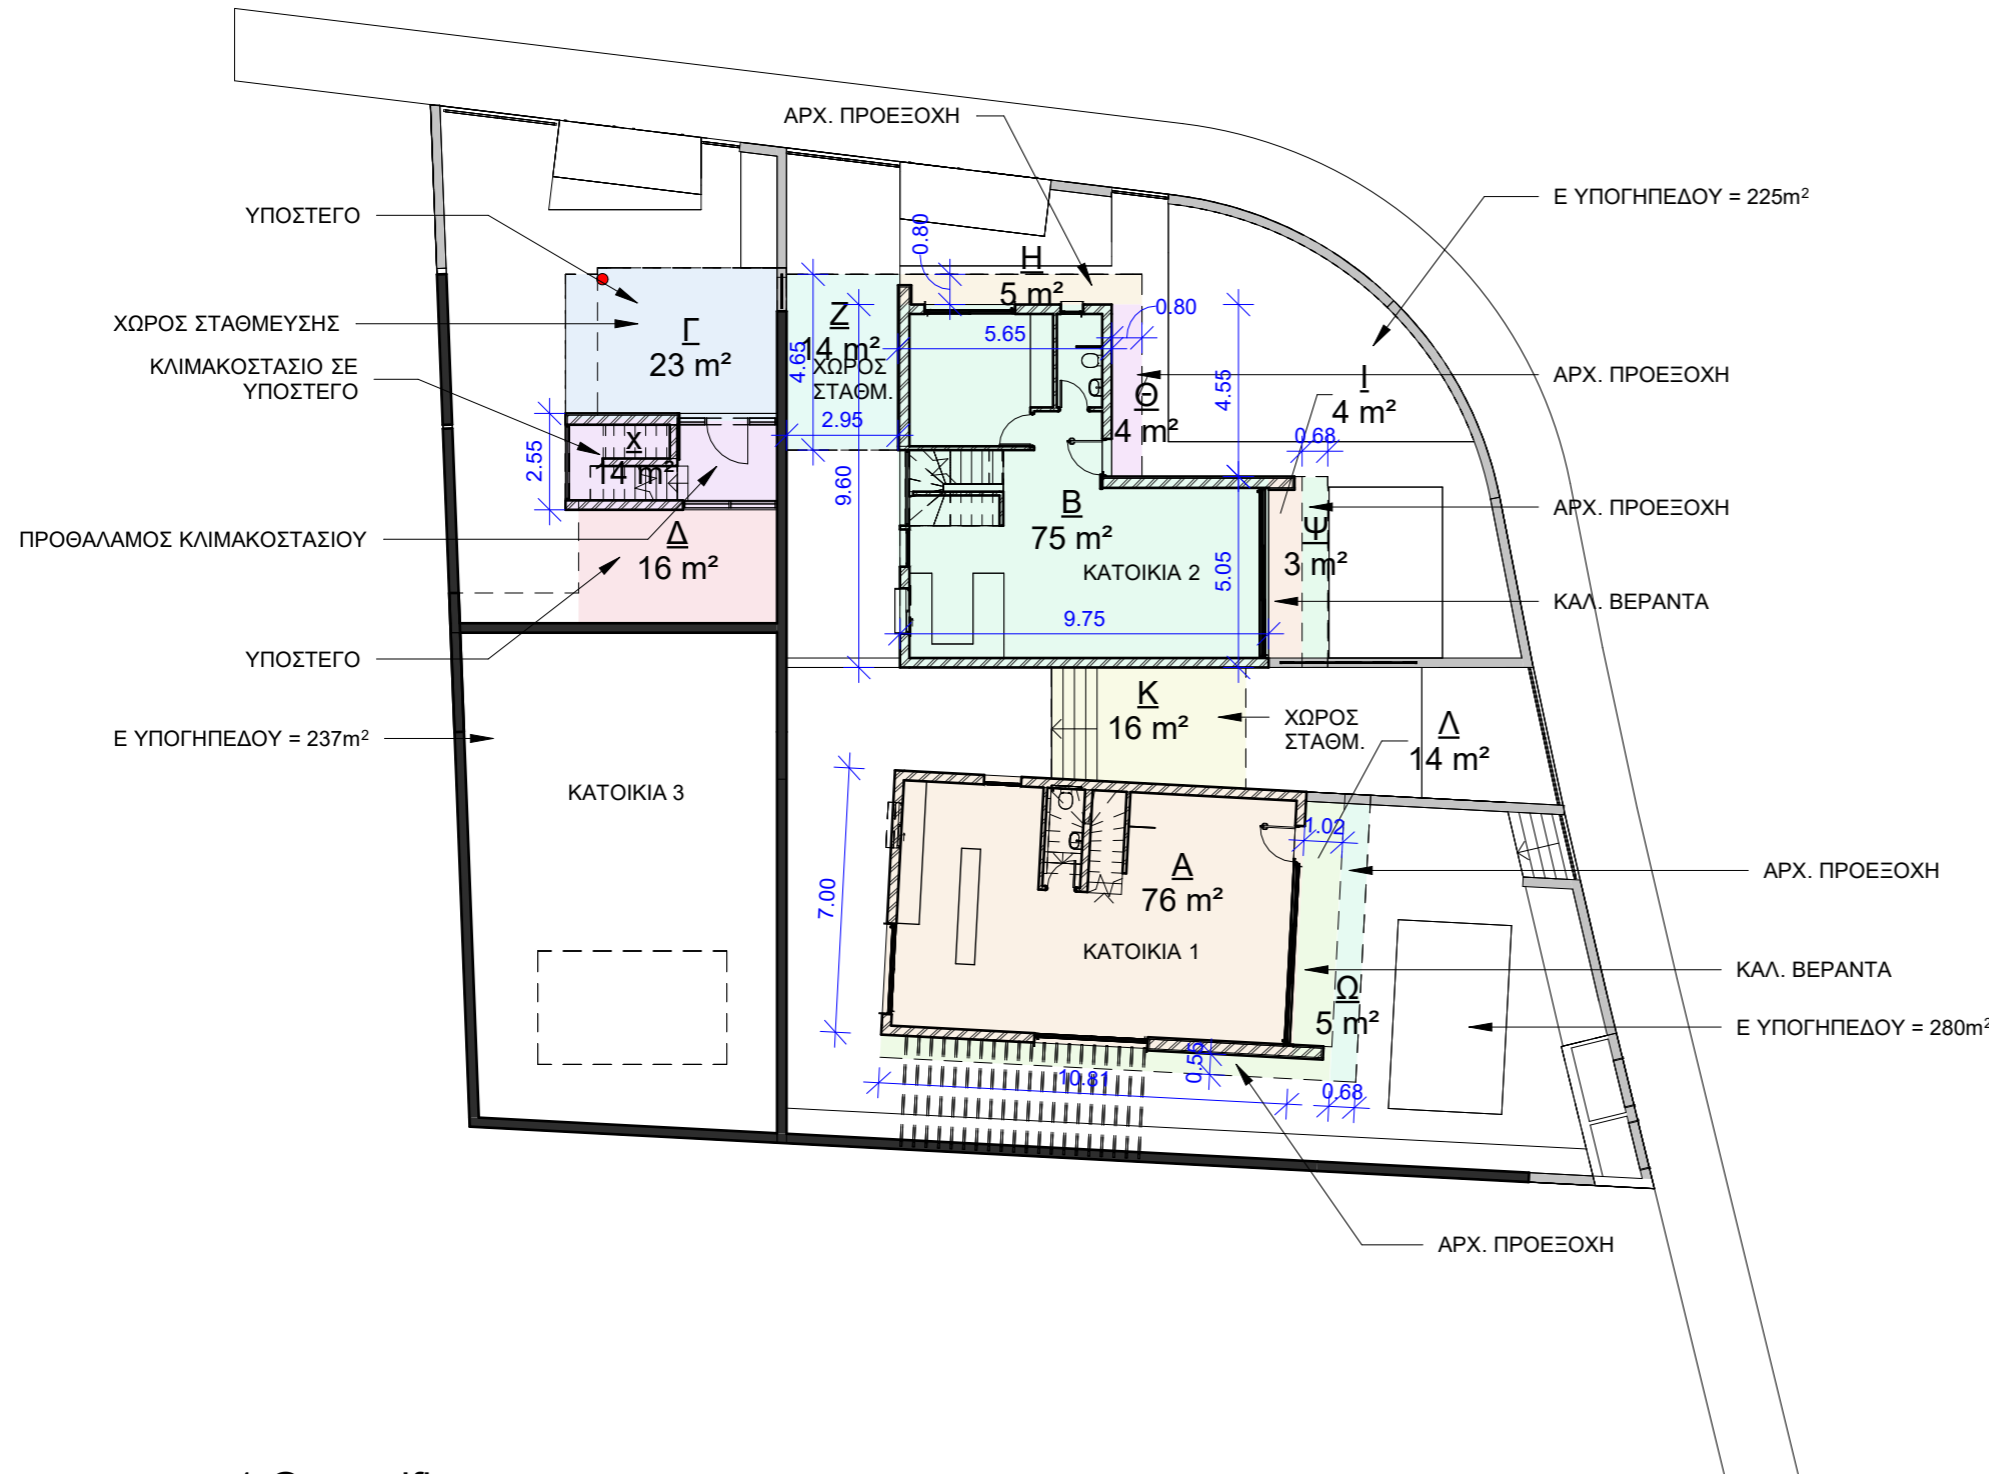 ΑΡΧ. ΠΡΟΕΞΟΧΗ
Ε ΥΠΟΓΗΠΕΔΟΥ = 225m²
ΥΠΟΣΤΕΓΟ
0.80
Η
5 m²
0.80
ΧΩΡΟΣ ΣΤΑΘΜΕΥΣΗΣ
Γ
23 m²
Ζ
14 m²
ΧΩΡΟΣ
ΣΤΑΘΜ.
4.65
2.95
5.65
ΚΛΙΜΑΚΟΣΤΑΣΙΟ ΣΕ
ΥΠΟΣΤΕΓΟ
ΑΡΧ. ΠΡΟΕΞΟΧΗ
Θ
4 m²
4.55
Ι
4 m²
0.68
2.55
χ
14 m²
9.60
Β
75 m²
ΚΑΤΟΙΚΙΑ 2
5.05
9.75
ΑΡΧ. ΠΡΟΕΞΟΧΗ
Ψ
3 m²
ΠΡΟΘΑΛΑΜΟΣ ΚΛΙΜΑΚΟΣΤΑΣΙΟΥ
Δ
16 m²
ΚΑΛ. ΒΕΡΑΝΤΑ
ΥΠΟΣΤΕΓΟ
Κ
16 m²
ΧΩΡΟΣ
ΣΤΑΘΜ.
Λ
14 m²
Ε ΥΠΟΓΗΠΕΔΟΥ = 237m²
ΚΑΤΟΙΚΙΑ 3
1.02
Α
76 m²
ΚΑΤΟΙΚΙΑ 1
7.00
ΑΡΧ. ΠΡΟΕΞΟΧΗ
ΚΑΛ. ΒΕΡΑΝΤΑ
Ω
5 m²
Ε ΥΠΟΓΗΠΕΔΟΥ = 280m²
0.55
10.81
0.68
ΑΡΧ. ΠΡΟΕΞΟΧΗ